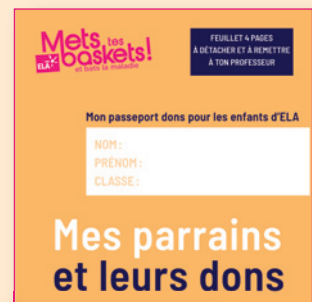 Mets tes
baskets!
et bats la maladie
ELA
FEUILLET 4 PAGES
À DÉTACHER ET À REMETTRE
À TON PROFESSEUR
Mon passeport dons pour les enfants d'ELA
NOM :
PRÉNOM :
CLASSE :
Mes parrains
et leurs dons